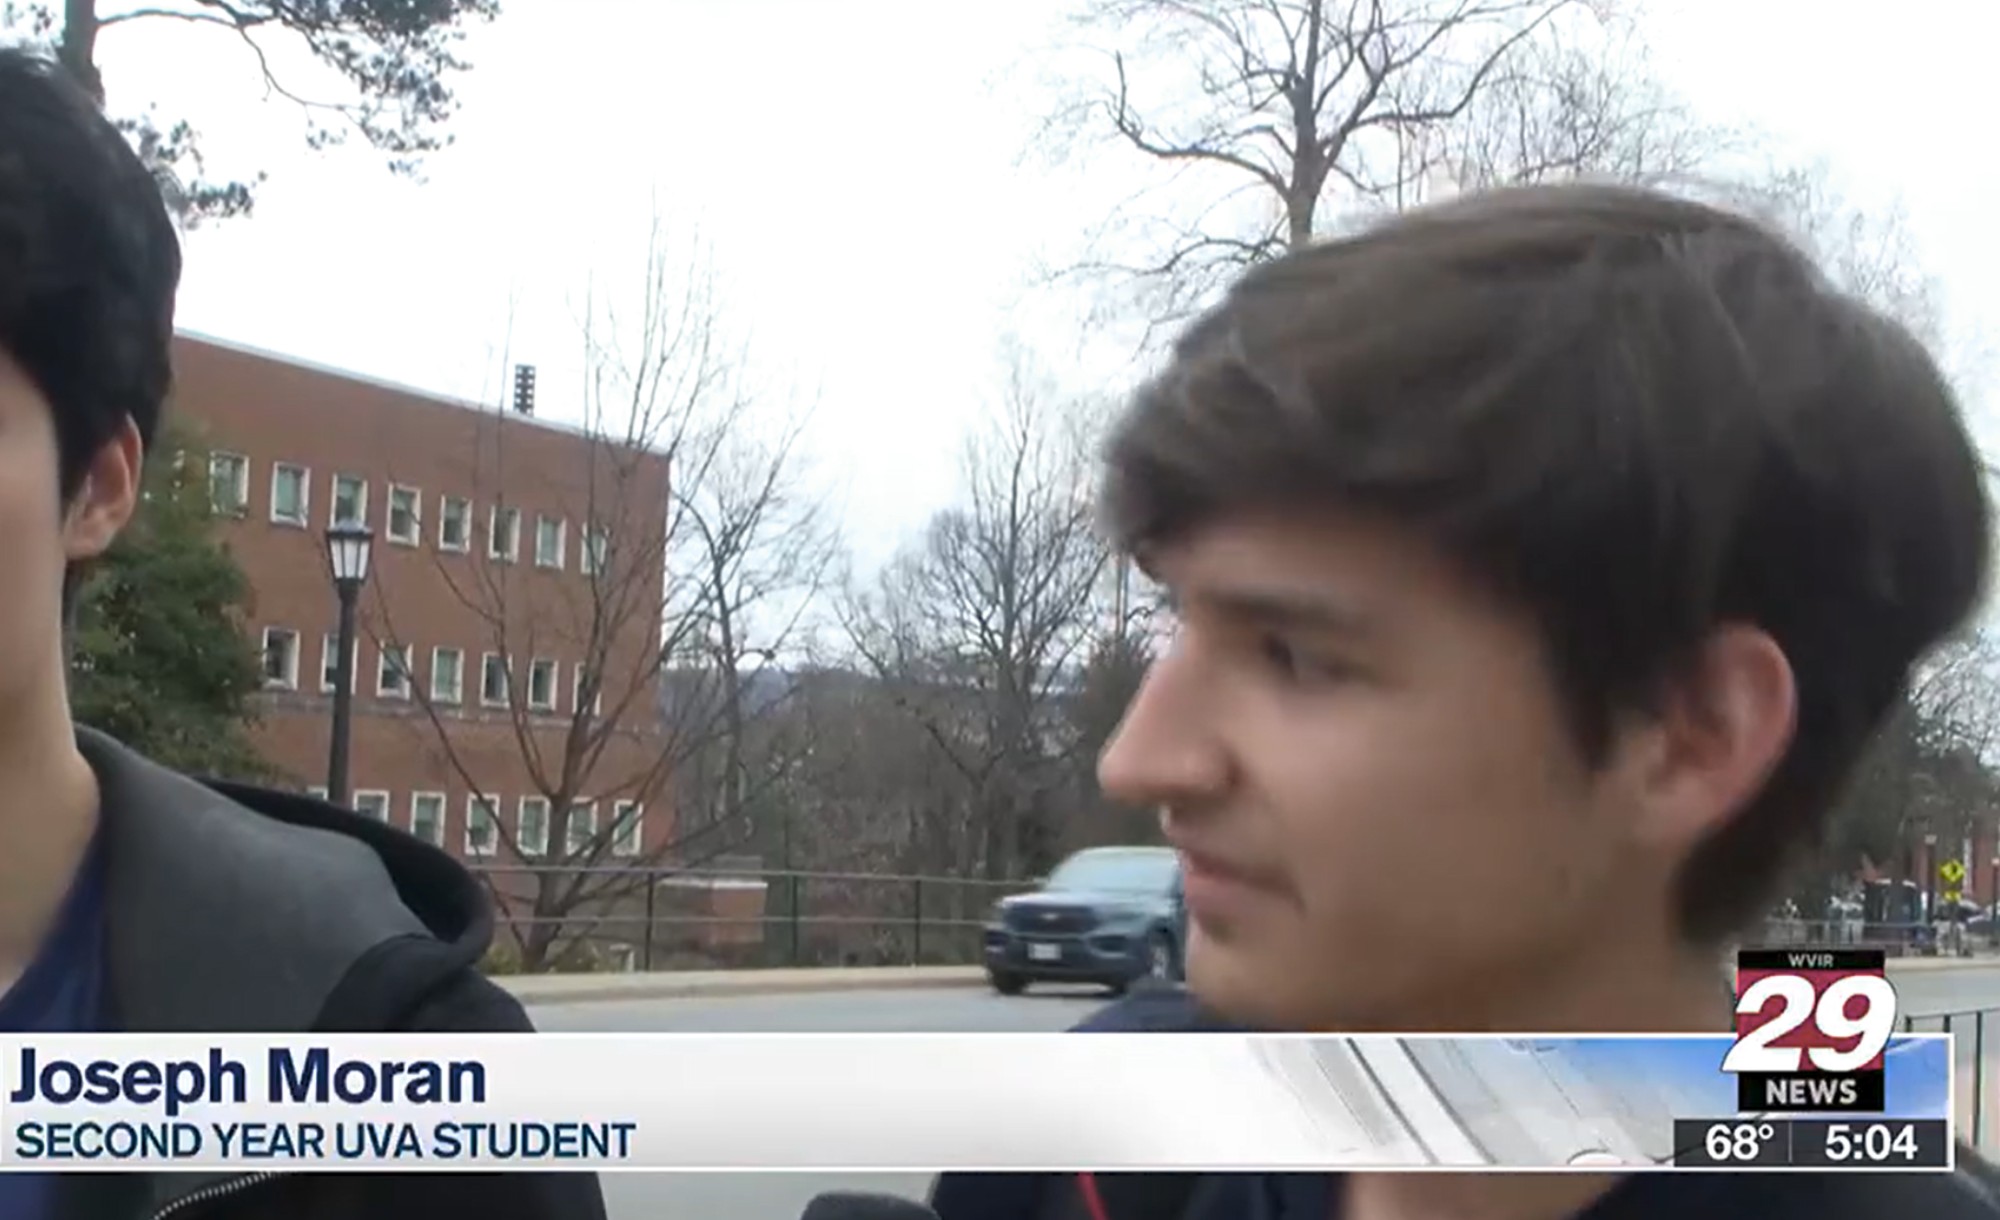 Joseph Moran
SECOND YEAR UVA STUDENT
WVIR
29
NEWS
68° 5:04